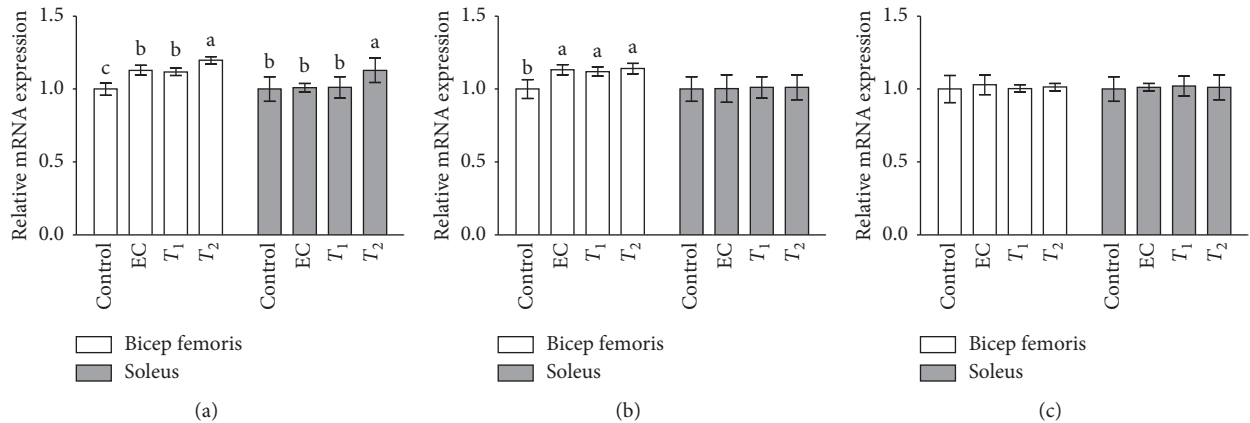 Relative mRNA expression
1.5
1.0
0.5
0.0
c b b a b b b a
Control EC T₁ T₂ Control EC T₁ T₂
Bicep femoris
Soleus
(a)
Relative mRNA expression
1.5
1.0
0.5
0.0
b a a a
Control EC T₁ T₂ Control EC T₁ T₂
Bicep femoris
Soleus
(b)
Relative mRNA expression
1.5
1.0
0.5
0.0
Control EC T₁ T₂ Control EC T₁ T₂
Bicep femoris
Soleus
(c)